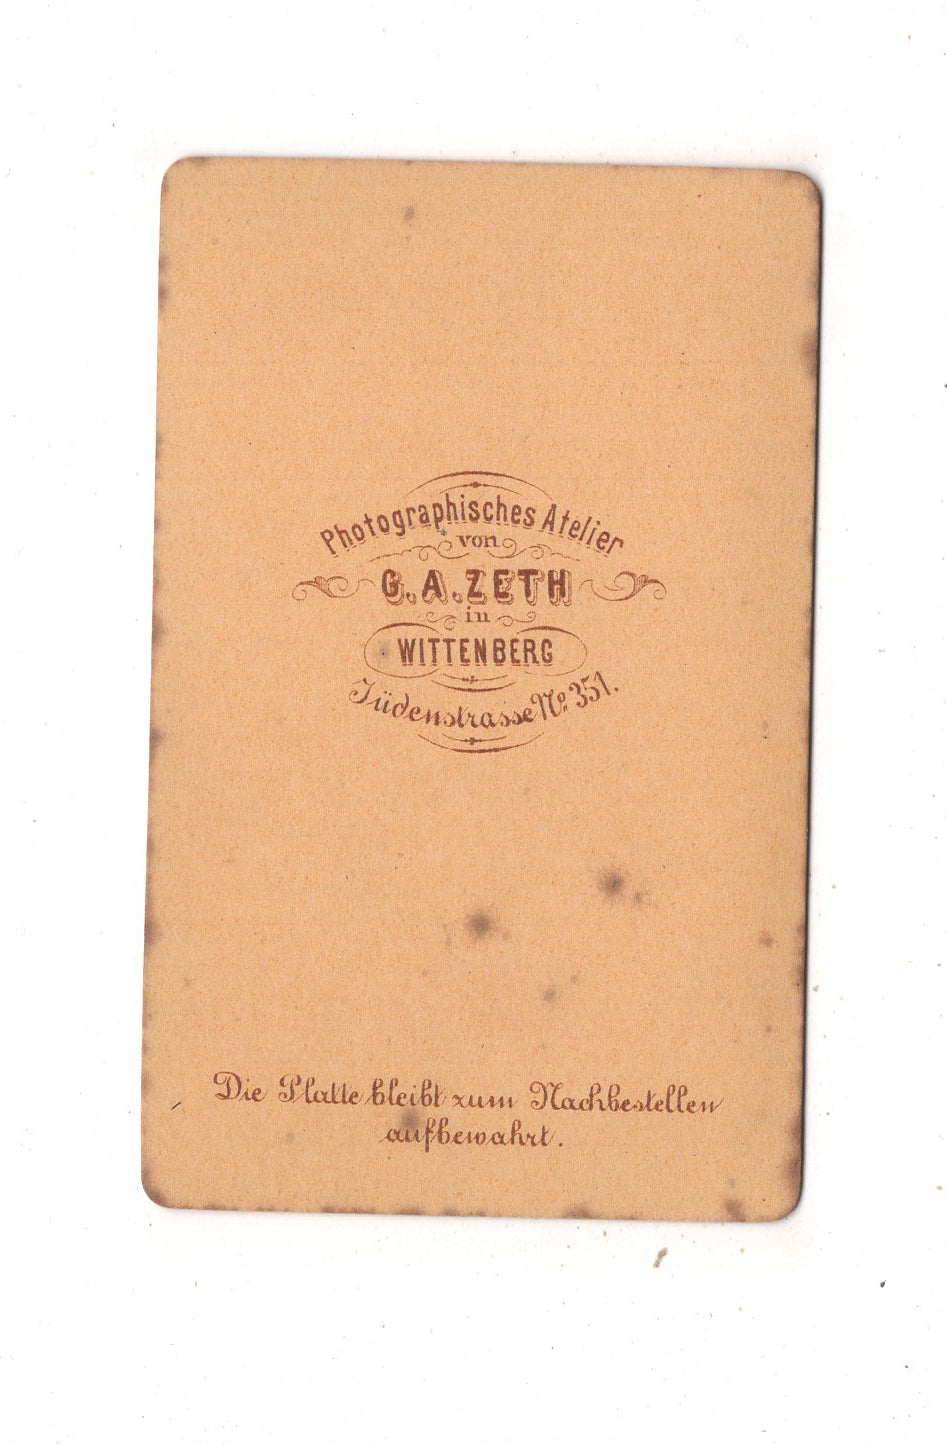 Photographisches Atelier
von
G. A. ZETH
in
WITTENBERG
Jüdenstrasse No. 351.
Die Platte bleibt zum Nachbestellen
aufbewahrt.